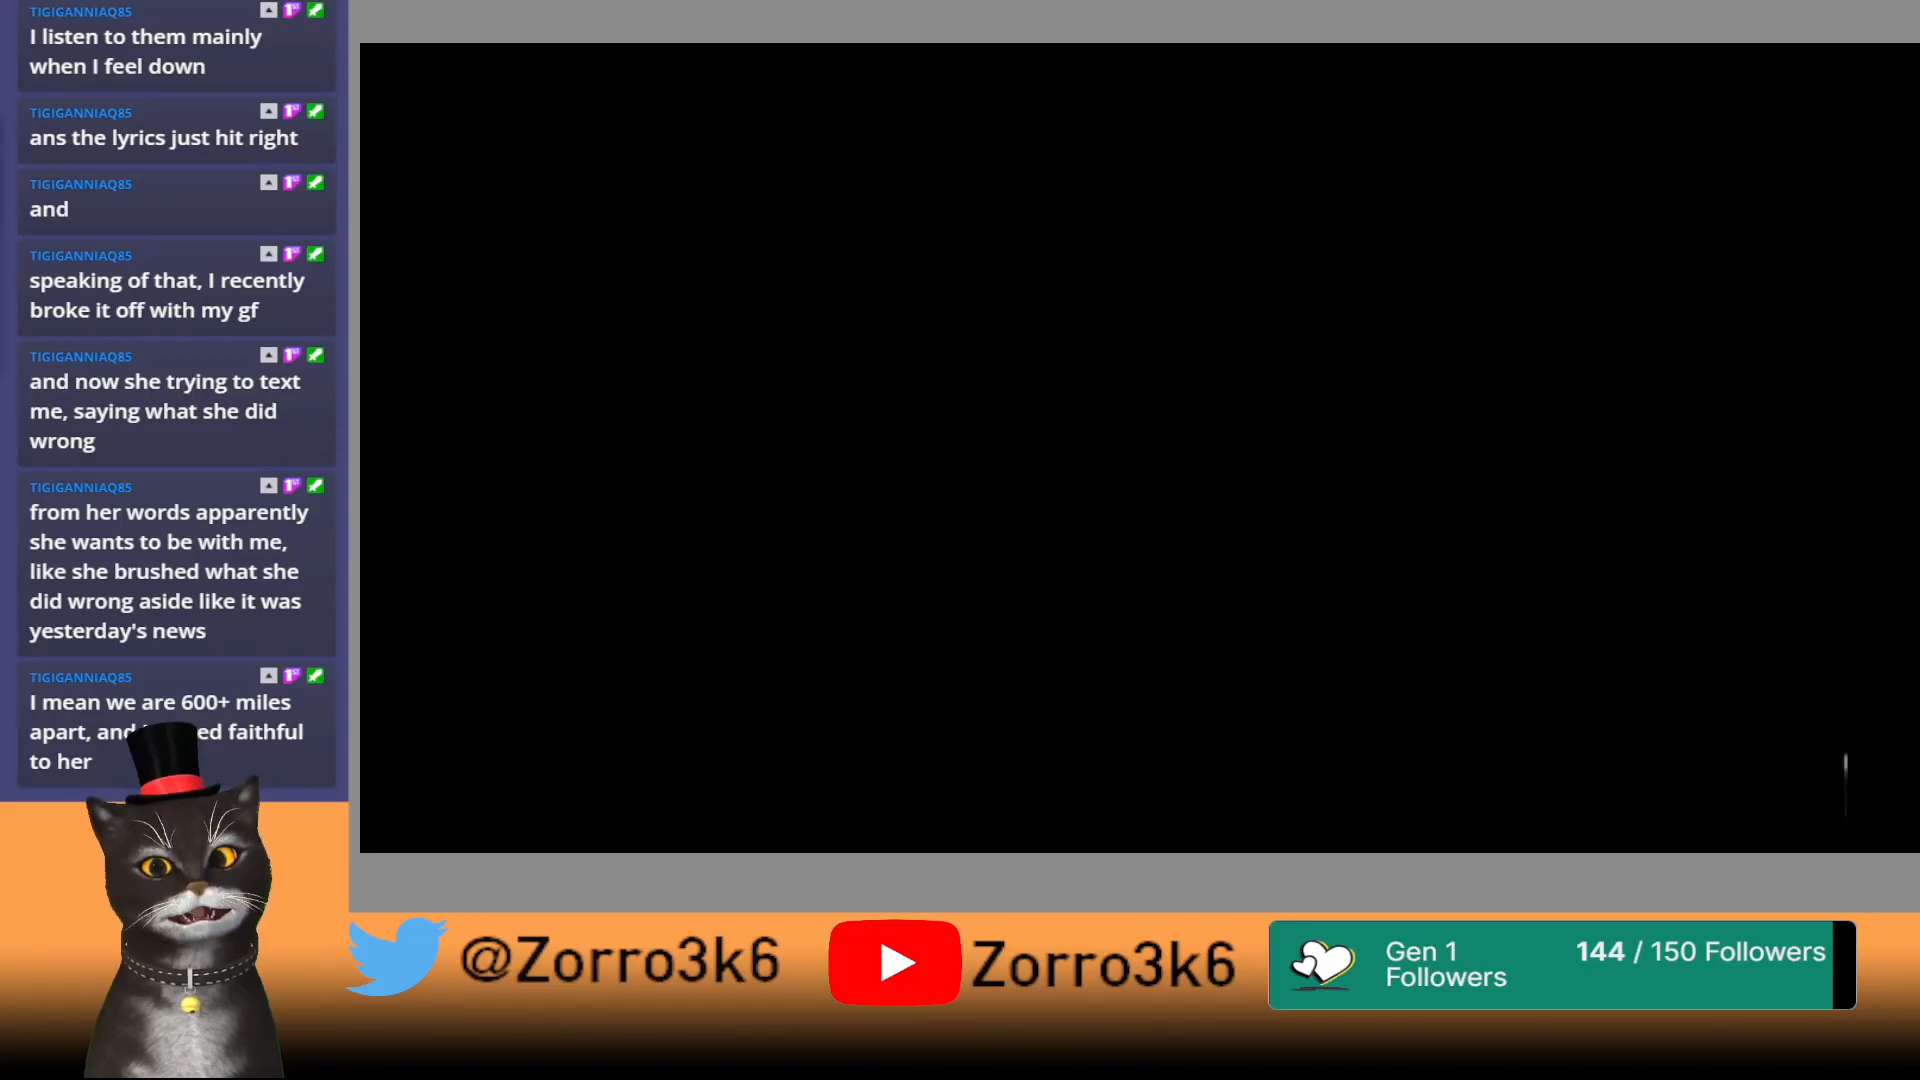 TIGIGANNIAQ85
I listen to them mainly
when I feel down
TIGIGANNIAQ85
ans the lyrics just hit right
TIGIGANNIAQ85
and
TIGIGANNIAQ85
speaking of that, I recently
broke it off with my gf
TIGIGANNIAQ85
and now she trying to text
me, saying what she did
wrong
TIGIGANNIAQ85
from her words apparently
she wants to be with me,
like she brushed what she
did wrong aside like it was
yesterday's news
TIGIGANNIAQ85
I mean we are 600+ miles
apart, and faithful
to her
@Zorro3k6
Zorro3k6
Gen 1
Followers
144 / 150 Followers